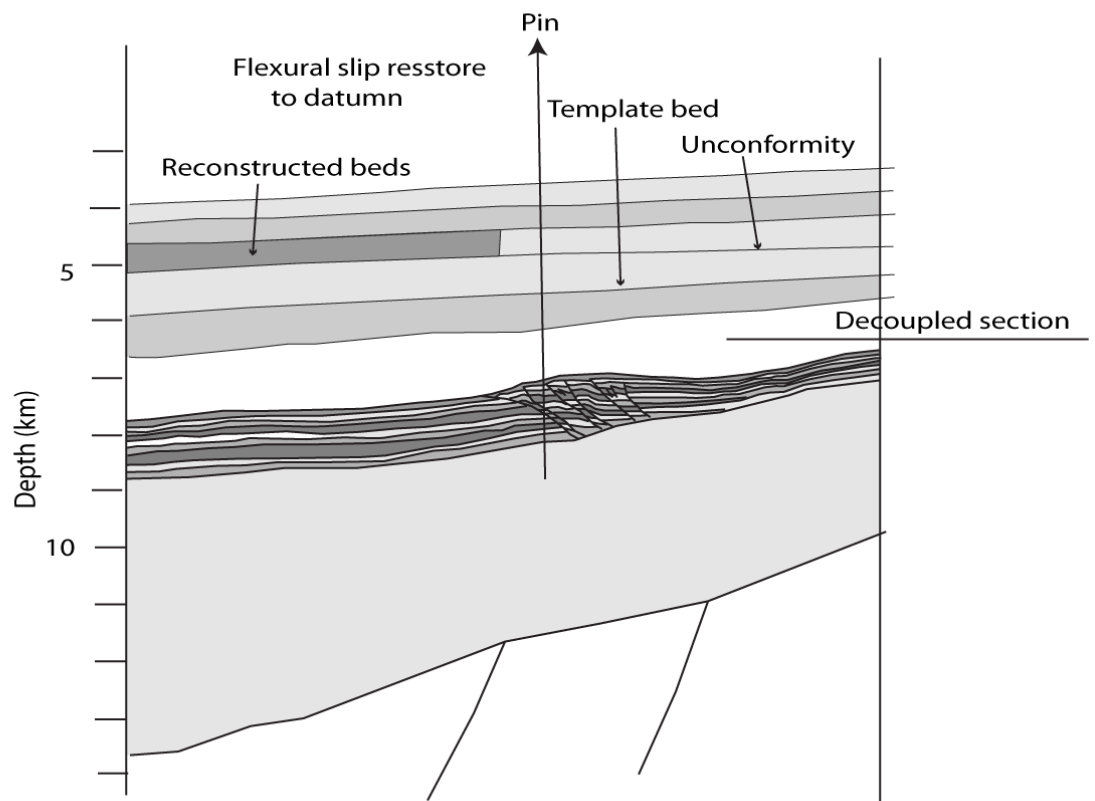 Pin
Flexural slip resstore
to datumn
Template bed
Unconformity
Reconstructed beds
5
Decoupled section
Depth (km)
10